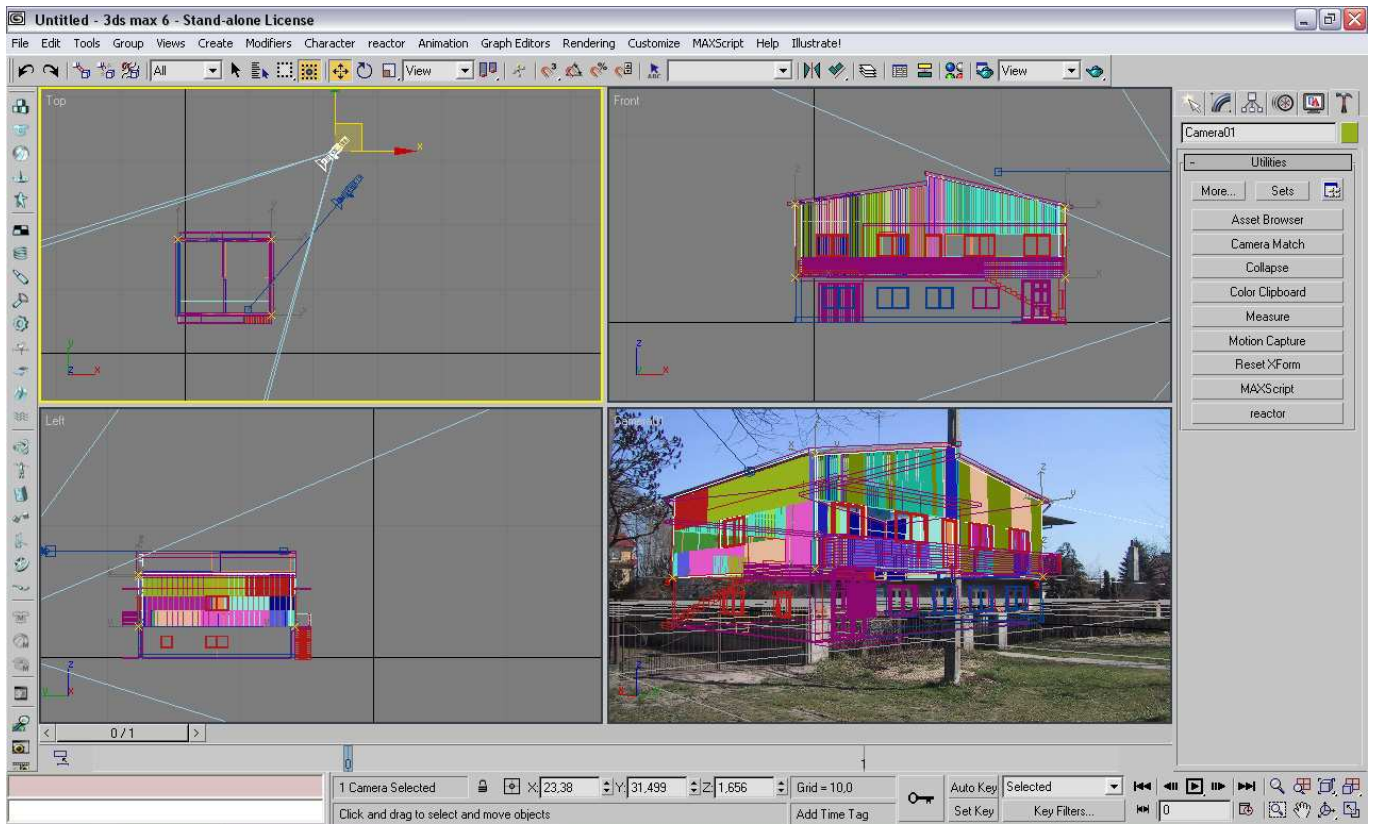 Untitled - 3ds max 6 - Stand-alone License
File Edit Tools Group Views Create Modifiers Character reactor Animation Graph Editors Rendering Customize MAXScript Help Illustrate!
All View View
Top
Front
Left
Camera01
x
y
z x
z
x
z
y x
Camera01
- Utilities
More... Sets
Asset Browser
Camera Match
Collapse
Color Clipboard
Measure
Motion Capture
Reset XForm
MAXScript
reactor
< 0 / 1 >
0 1
1 Camera Selected X: 23,38 Y: 31,499 Z: 1,656 Grid = 10,0 Auto Key Selected
Click and drag to select and move objects Add Time Tag Set Key Key Filters... 0